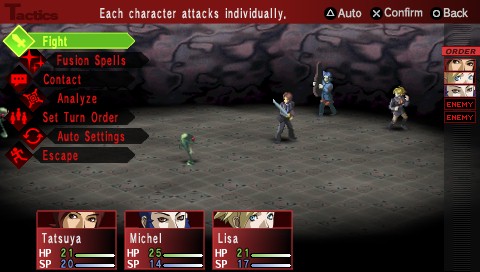 Tactics
Each character attacks individually.
△ Auto × Confirm ○ Back
Fight
Fusion Spells
Contact
Analyze
Set Turn Order
Auto Settings
Escape
ORDER
ENEMY
ENEMY
Tatsuya
HP 21
SP 20
Michel
HP 25
SP 14
Lisa
HP 21
SP 17